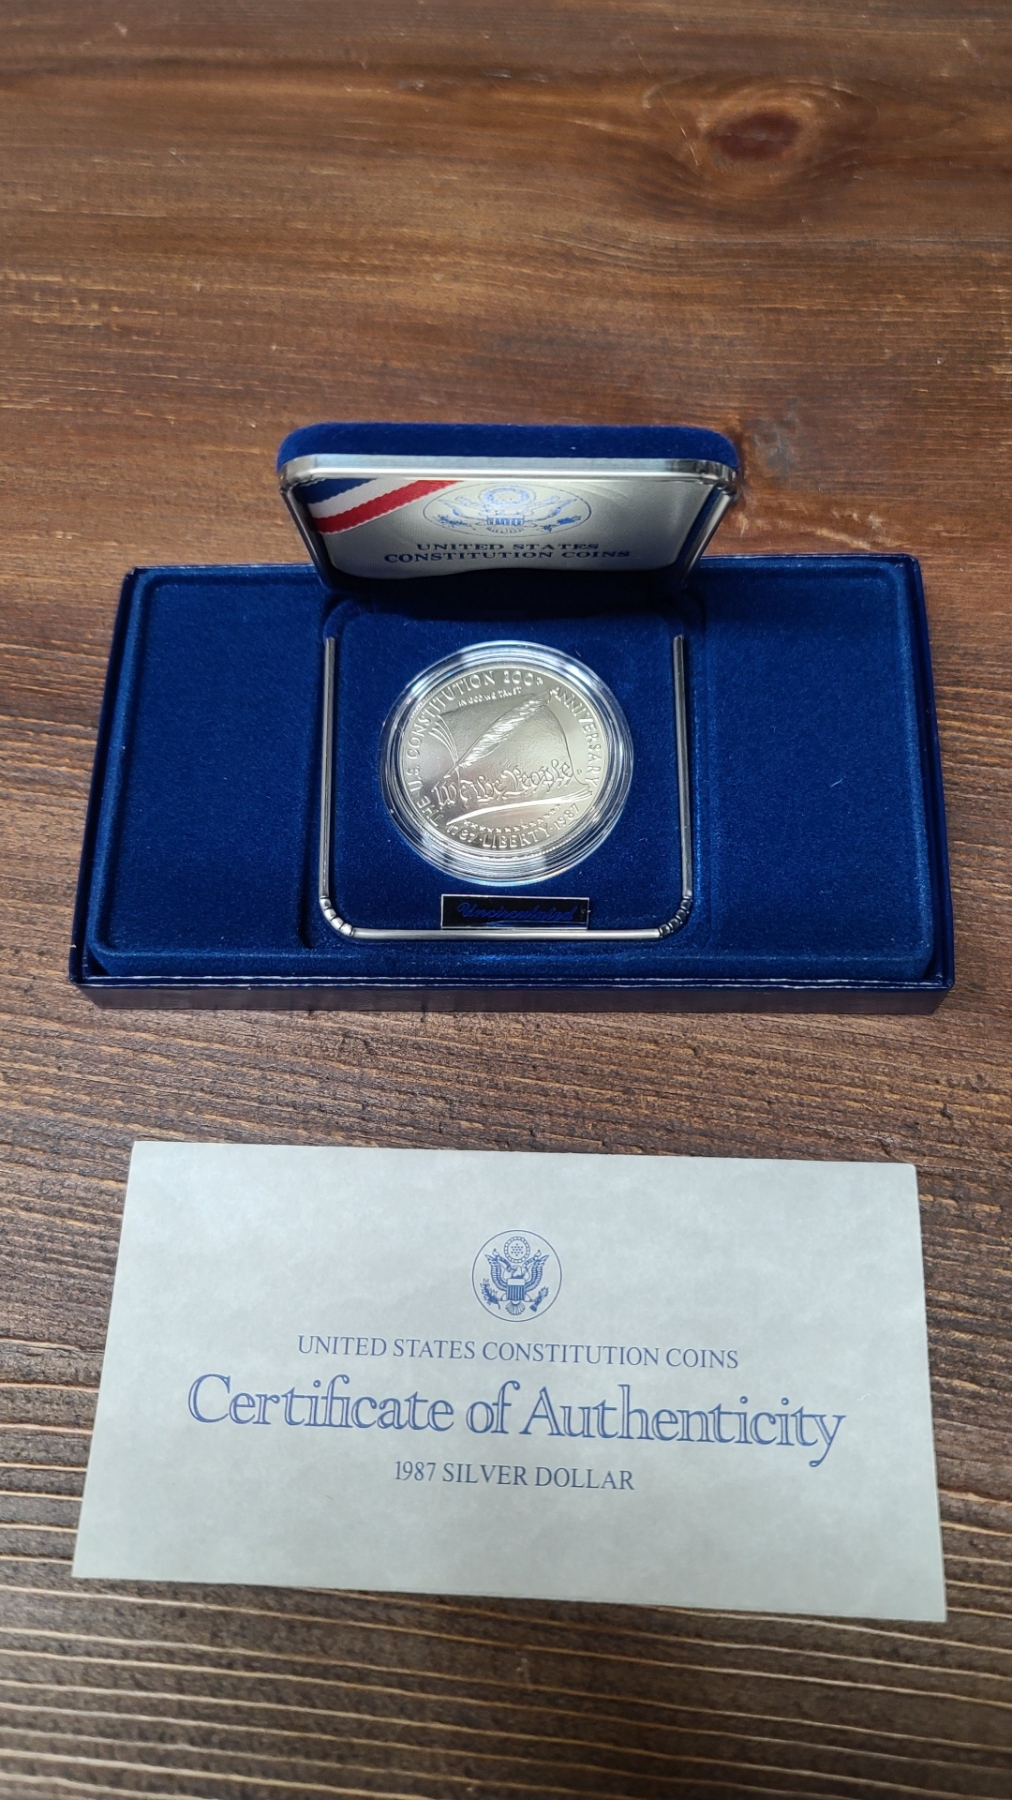 UNITED STATES
CONSTITUTION COINS
THE U.S. CONSTITUTION 200TH ANNIVERSARY
IN GOD WE TRUST
We the People
1787 · LIBERTY · 1987
Uncirculated
UNITED STATES CONSTITUTION COINS
Certificate of Authenticity
1987 SILVER DOLLAR